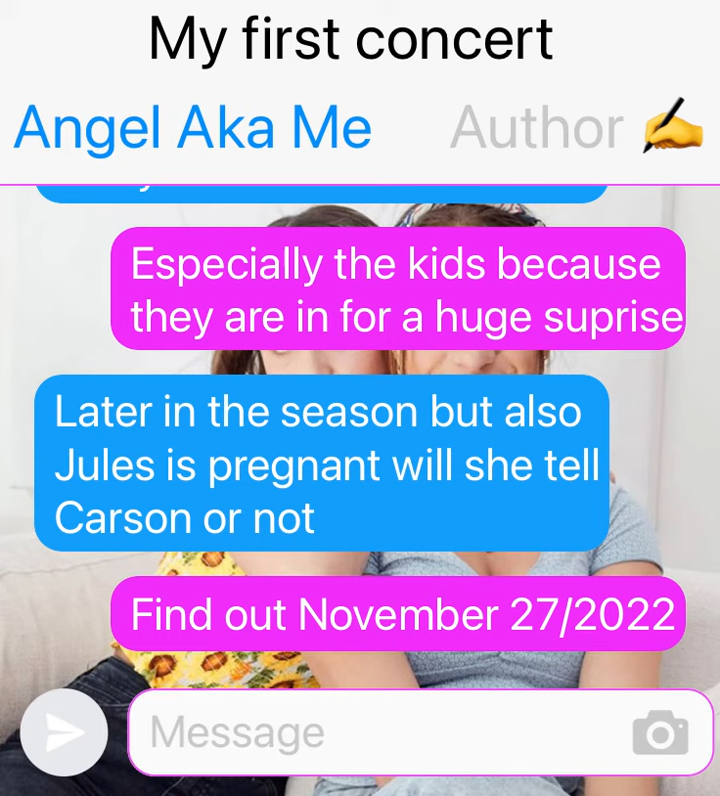 My first concert
Angel Aka Me
Author ✍️
Especially the kids because
they are in for a huge suprise
Later in the season but also
Jules is pregnant will she tell
Carson or not
Find out November 27/2022
Message